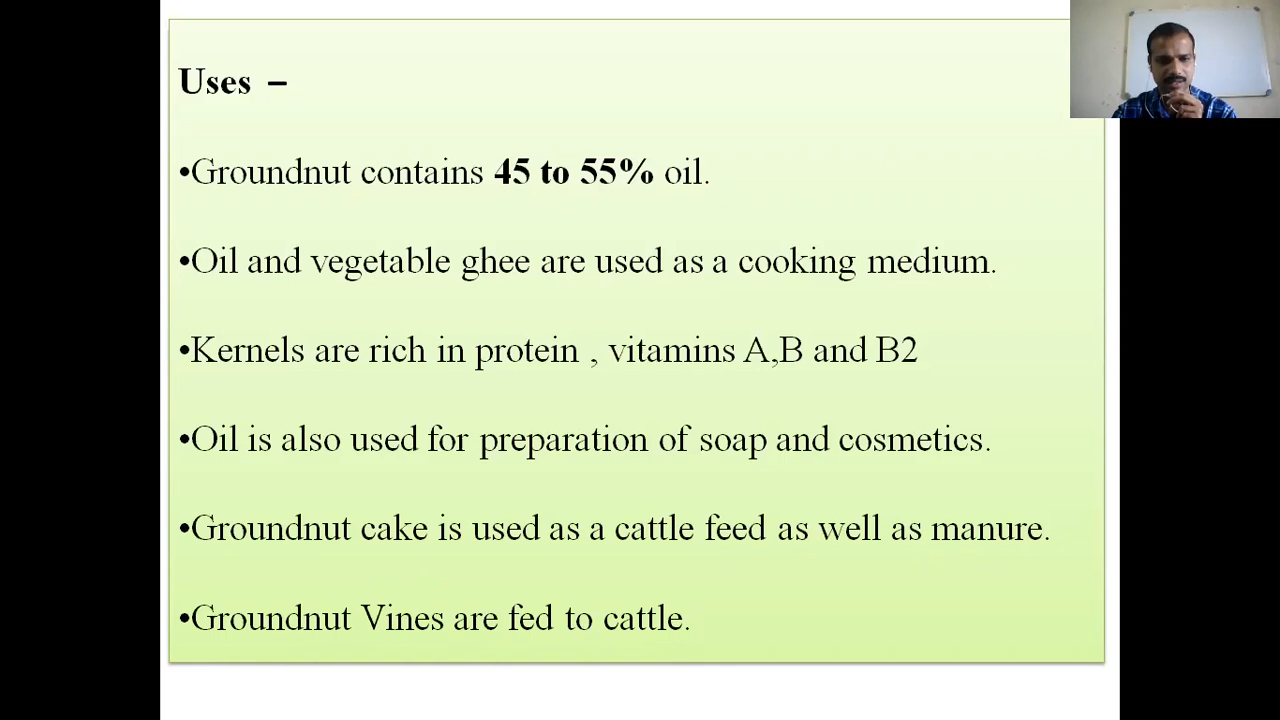 Uses –
•Groundnut contains 45 to 55% oil.
•Oil and vegetable ghee are used as a cooking medium.
•Kernels are rich in protein , vitamins A,B and B2
•Oil is also used for preparation of soap and cosmetics.
•Groundnut cake is used as a cattle feed as well as manure.
•Groundnut Vines are fed to cattle.